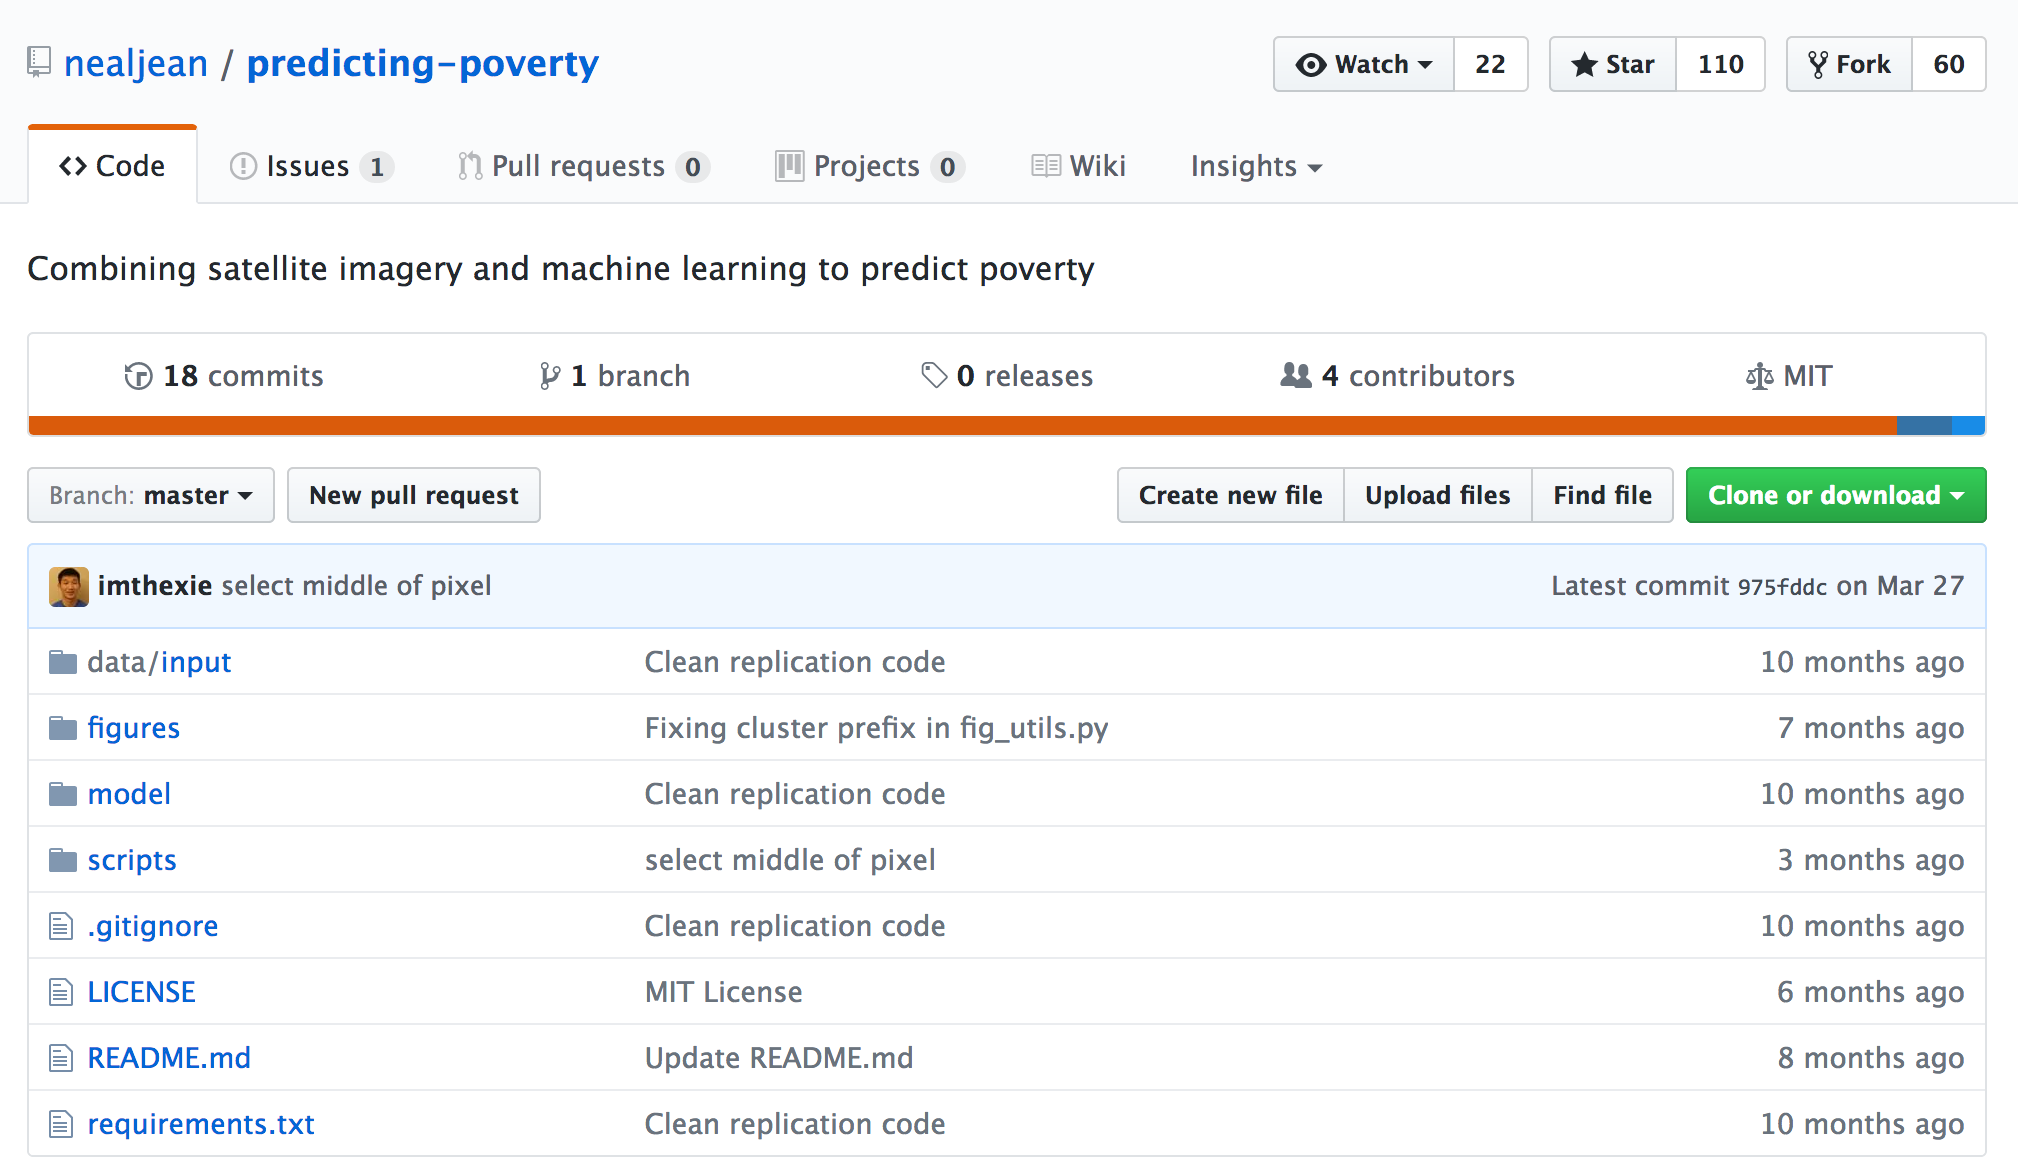 nealjean / predicting-poverty
Watch 22 Star 110 Fork 60
Code Issues 1 Pull requests 0 Projects 0 Wiki Insights
Combining satellite imagery and machine learning to predict poverty
18 commits 1 branch 0 releases 4 contributors MIT
Branch: master New pull request Create new file Upload files Find file Clone or download
imthexie select middle of pixel Latest commit 975fddc on Mar 27
data/input Clean replication code 10 months ago
figures Fixing cluster prefix in fig_utils.py 7 months ago
model Clean replication code 10 months ago
scripts select middle of pixel 3 months ago
.gitignore Clean replication code 10 months ago
LICENSE MIT License 6 months ago
README.md Update README.md 8 months ago
requirements.txt Clean replication code 10 months ago